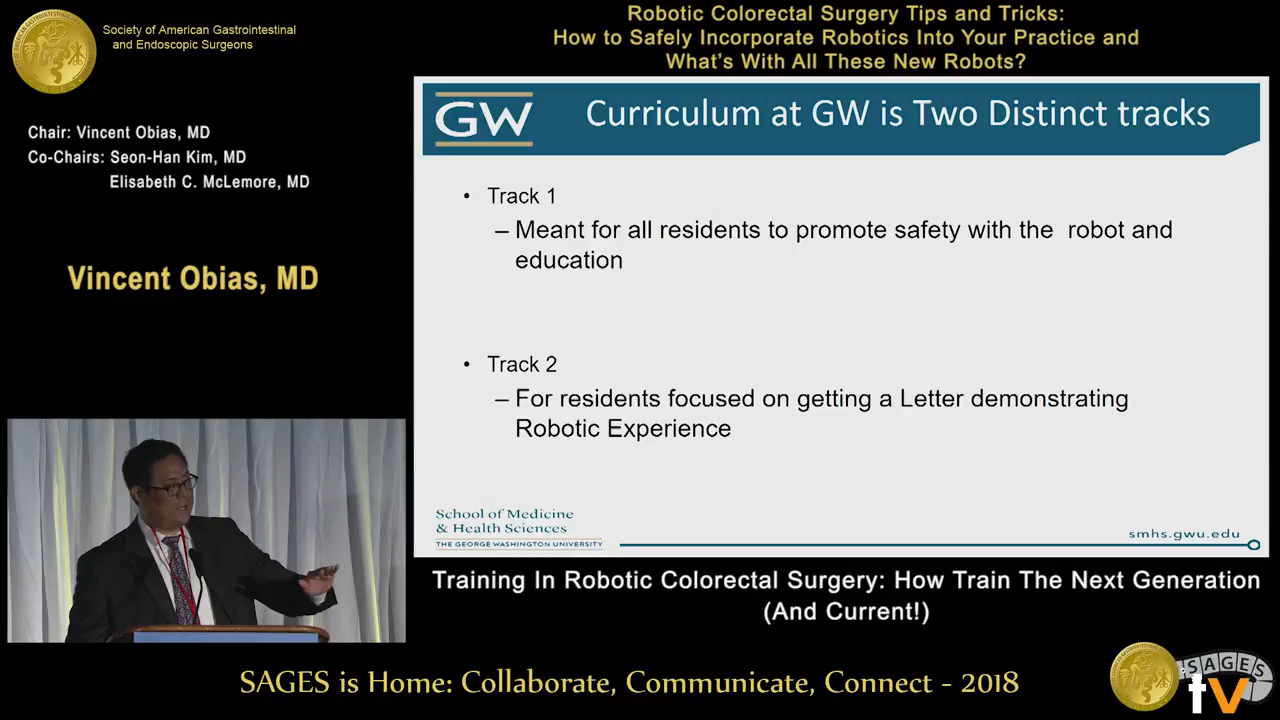 Society of American Gastrointestinal
and Endoscopic Surgeons
Robotic Colorectal Surgery Tips and Tricks:
How to Safely Incorporate Robotics Into Your Practice and
What's With All These New Robots?
Chair: Vincent Obias, MD
Co-Chairs: Seon-Han Kim, MD
Elisabeth C. McLemore, MD
Vincent Obias, MD
GW
Curriculum at GW is Two Distinct tracks
• Track 1
– Meant for all residents to promote safety with the robot and
education
• Track 2
– For residents focused on getting a Letter demonstrating
Robotic Experience
School of Medicine
& Health Sciences
THE GEORGE WASHINGTON UNIVERSITY
smhs.gwu.edu
Training In Robotic Colorectal Surgery: How Train The Next Generation
(And Current!)
SAGES is Home: Collaborate, Communicate, Connect - 2018
SAGES
tv